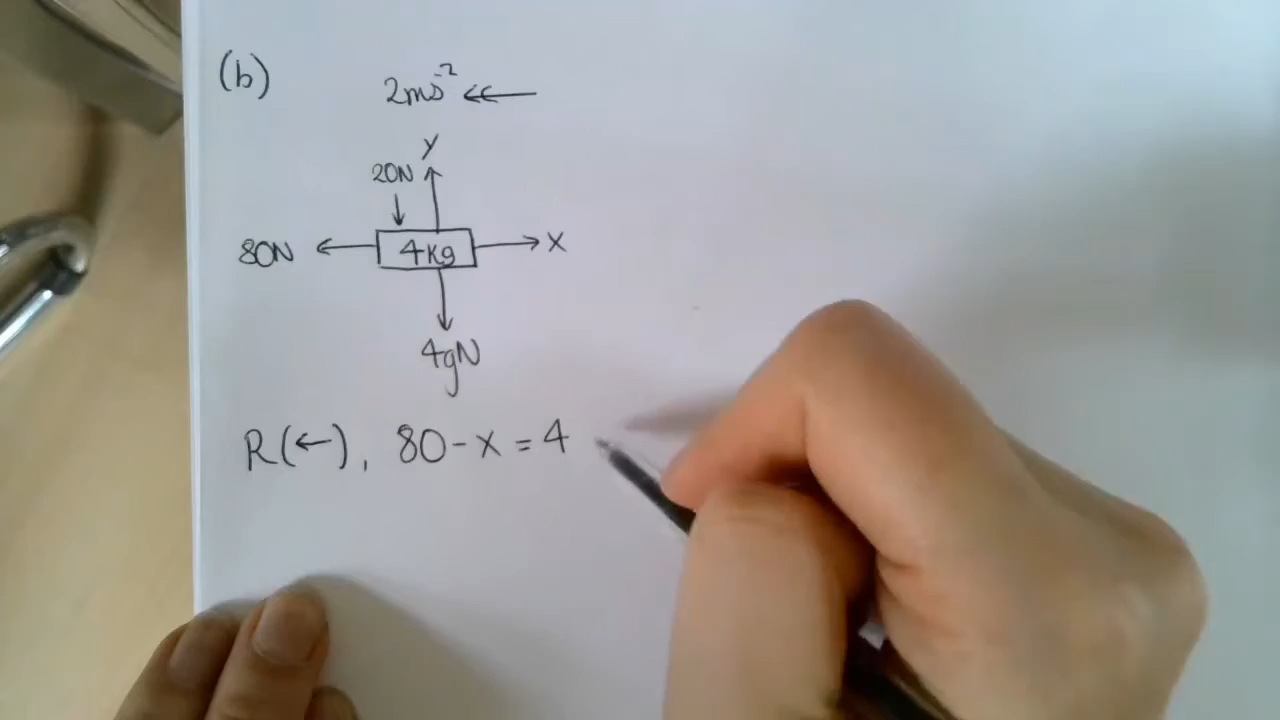 (b)
2ms⁻²
Y
20N
80N
4kg
X
4gN
R(←), 80-X=4